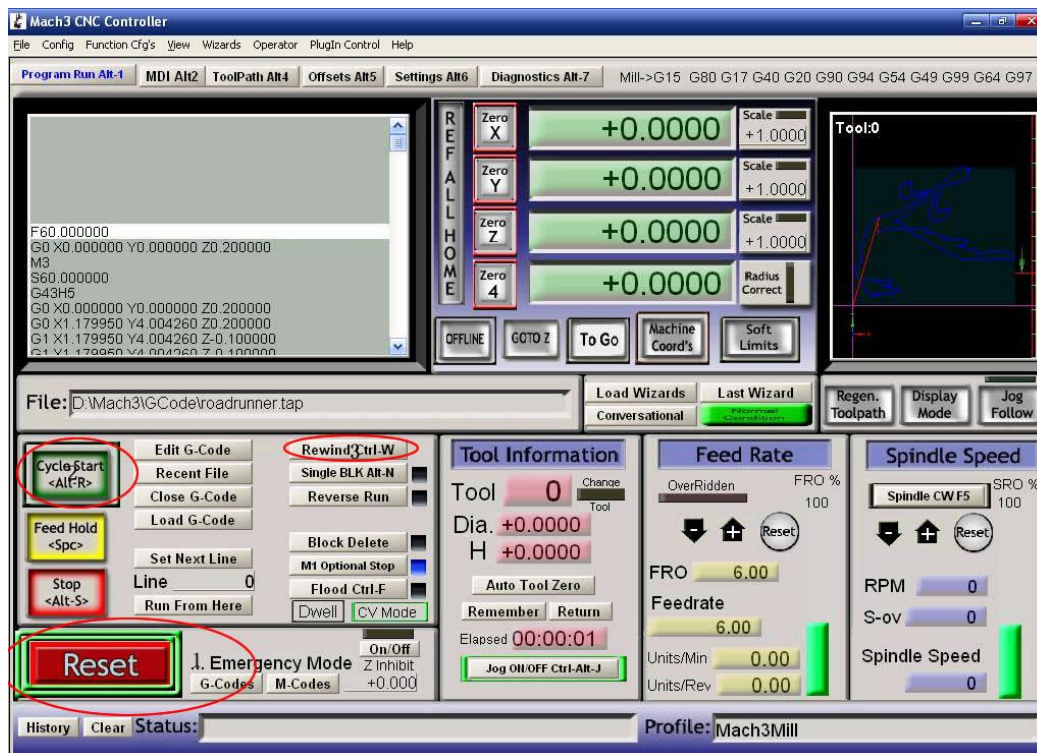 Mach3 CNC Controller
File Config Function Cfg's View Wizards Operator PlugIn Control Help
Program Run Alt-1 MDI Alt2 ToolPath Alt4 Offsets Alt5 Settings Alt6 Diagnostics Alt-7 Mill->G15 G80 G17 G40 G20 G90 G94 G54 G49 G99 G64 G97
F60.000000
G0 X0.000000 Y0.000000 Z0.200000
M3
S60.000000
G43H5
G0 X0.000000 Y0.000000 Z0.200000
G0 X1.179950 Y4.004260 Z0.200000
G1 X1.179950 Y4.004260 Z-0.100000
G1 X1.179950 Y4.004260 Z-0.100000
REF ALL HOME
Zero X +0.0000 Scale +1.0000
Zero Y +0.0000 Scale +1.0000
Zero Z +0.0000 Scale +1.0000
Zero 4 +0.0000 Radius Correct
OFFLINE GOTO Z To Go Machine Coord's Soft Limits
Tool:0
File: D:\Mach3\GCode\roadrunner.tap
Load Wizards Last Wizard
Conversational Normal Condition
Regen. Toolpath Display Mode Jog Follow
Cycle Start <Alt-R> 2
Feed Hold <Spc>
Stop <Alt-S>
Edit G-Code
Recent File
Close G-Code
Load G-Code
Set Next Line
Line 0
Run From Here
Rewind Ctrl-W 3
Single BLK Alt-N
Reverse Run
Block Delete
M1 Optional Stop
Flood Ctrl-F
Dwell CV Mode
Reset 1. Emergency Mode
G-Codes M-Codes
On/Off
Z Inhibit
+0.000
Tool Information
Tool 0 Change Tool
Dia. +0.0000
H +0.0000
Auto Tool Zero
Remember Return
Elapsed 00:00:01
Jog ON/OFF Ctrl-Alt-J
Feed Rate
OverRidden FRO %
100
Reset
FRO 6.00
Feedrate
6.00
Units/Min 0.00
Units/Rev 0.00
Spindle Speed
Spindle CW F5 SRO %
100
Reset
RPM 0
S-ov 0
Spindle Speed
0
History Clear Status:
Profile: Mach3Mill